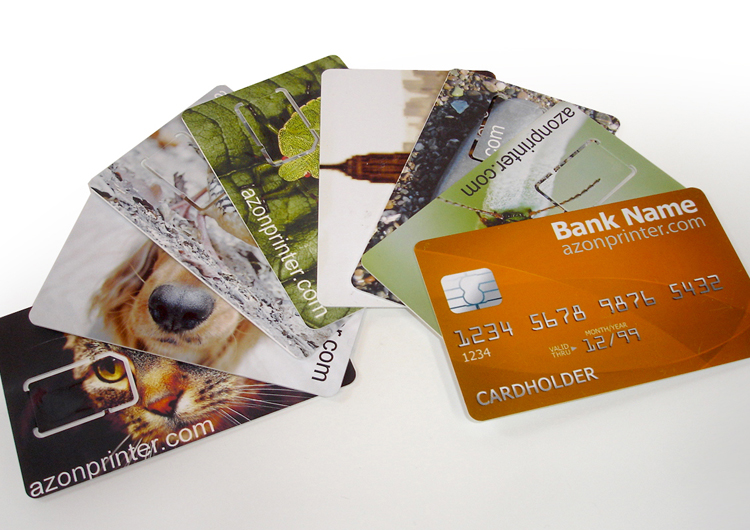 azonprinter.com
.com
azonprinter.com
.com
azonprinter.com
Bank Name
azonprinter.com
1234 5678 9876 5432
1234
VALID THRU
MONTH/YEAR
12/99
CARDHOLDER